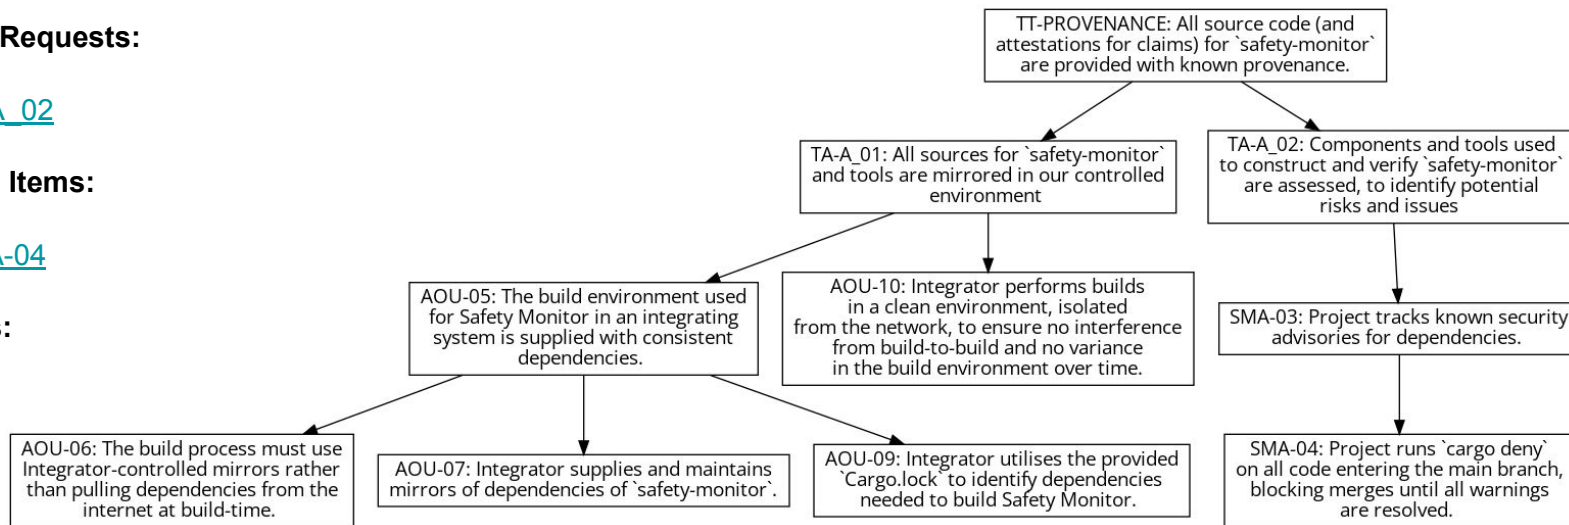 Requests:
A_02
Items:
A-04
s:
TT-PROVENANCE: All source code (and
attestations for claims) for `safety-monitor`
are provided with known provenance.
TA-A_01: All sources for `safety-monitor`
and tools are mirrored in our controlled
environment
TA-A_02: Components and tools used
to construct and verify `safety-monitor`
are assessed, to identify potential
risks and issues
AOU-05: The build environment used
for Safety Monitor in an integrating
system is supplied with consistent
dependencies.
AOU-10: Integrator performs builds
in a clean environment, isolated
from the network, to ensure no interference
from build-to-build and no variance
in the build environment over time.
SMA-03: Project tracks known security
advisories for dependencies.
AOU-06: The build process must use
Integrator-controlled mirrors rather
than pulling dependencies from the
internet at build-time.
AOU-07: Integrator supplies and maintains
mirrors of dependencies of `safety-monitor`.
AOU-09: Integrator utilises the provided
`Cargo.lock` to identify dependencies
needed to build Safety Monitor.
SMA-04: Project runs `cargo deny`
on all code entering the main branch,
blocking merges until all warnings
are resolved.